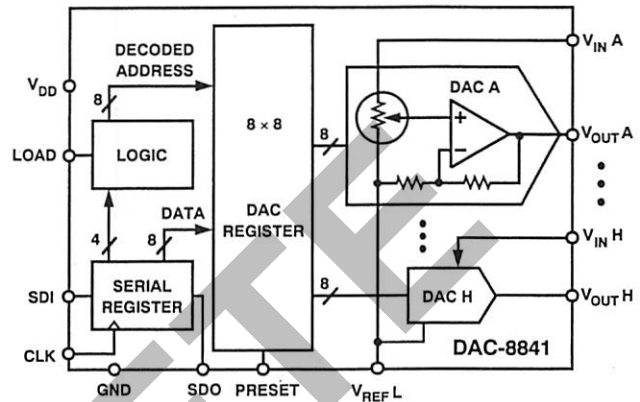 DECODED
ADDRESS
V_DD
8
LOAD
LOGIC
4
8
DATA
SDI
SERIAL
REGISTER
CLK
GND
SDO
PRESET
8 × 8
DAC
REGISTER
8
8
DAC A
+
−
V_IN A
V_OUT A
V_IN H
DAC H
V_OUT H
DAC-8841
V_REF L